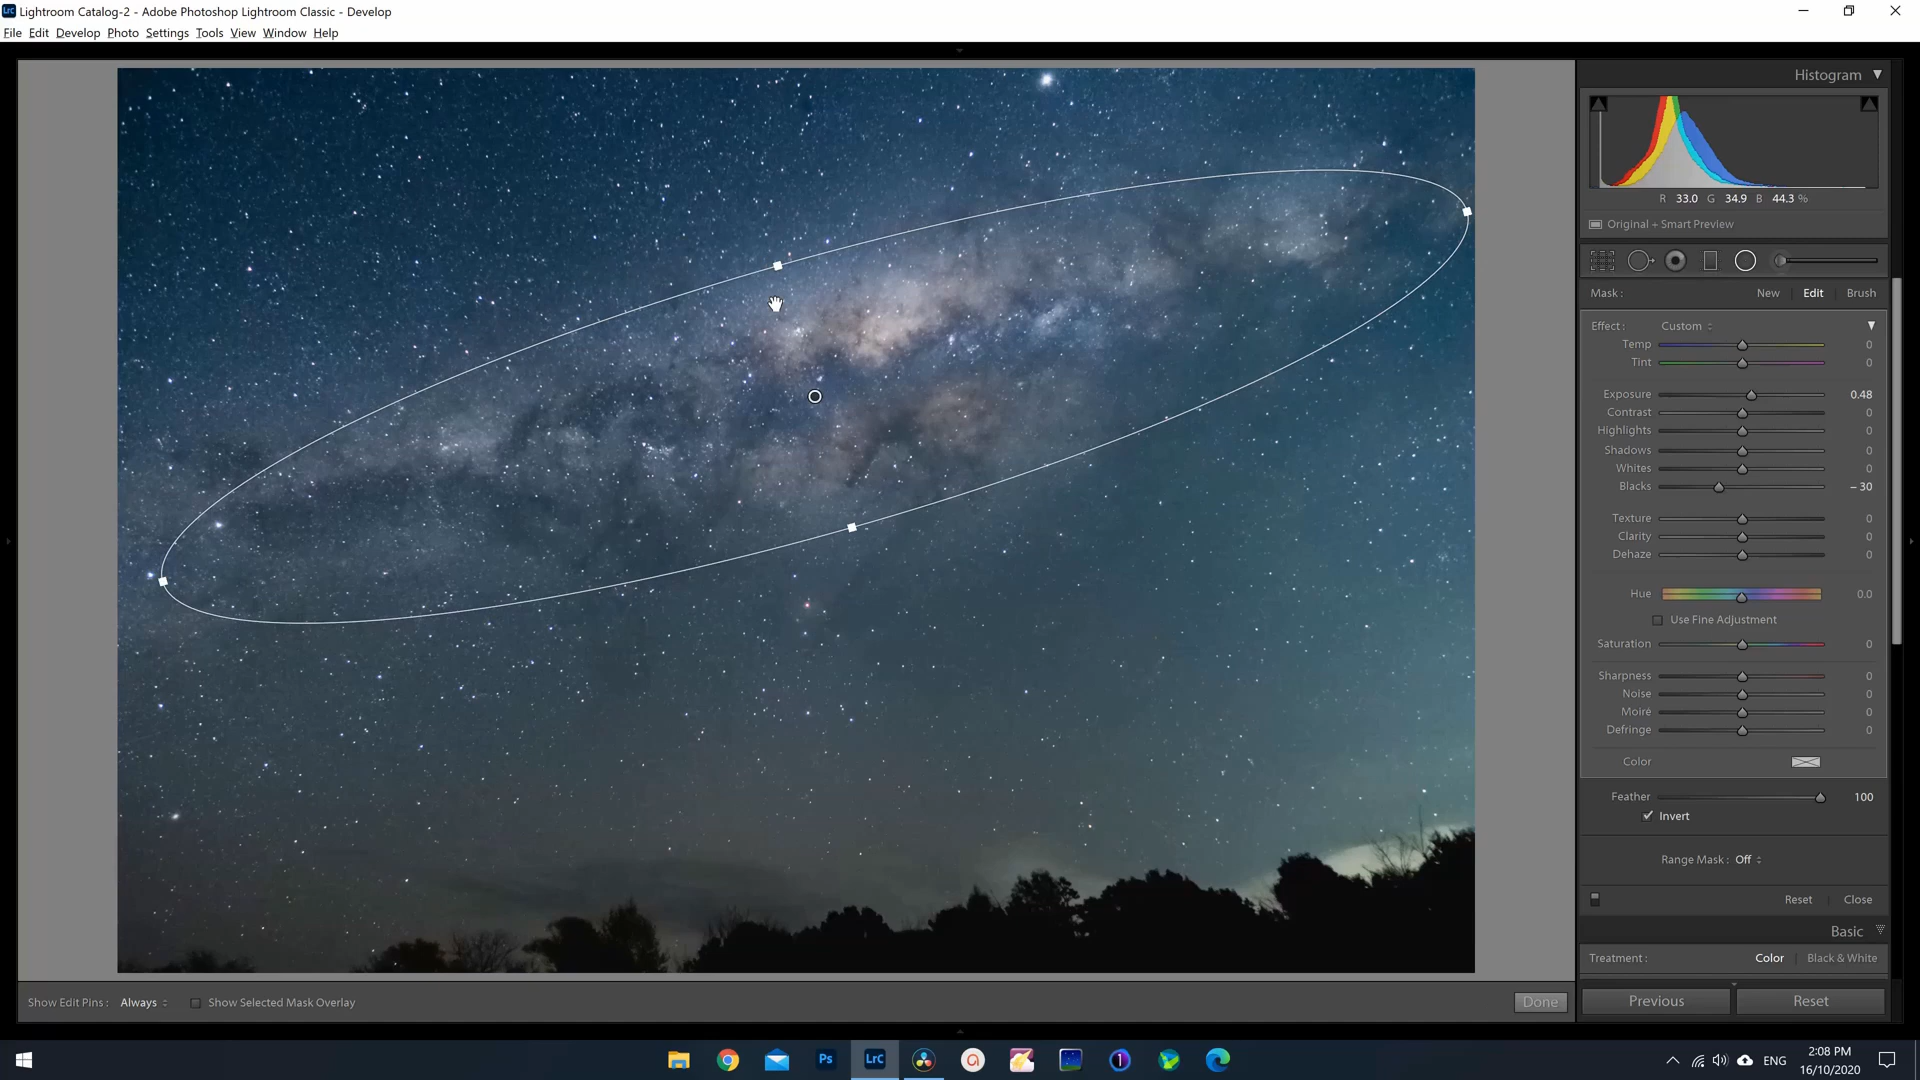 LrC Lightroom Catalog-2 - Adobe Photoshop Lightroom Classic - Develop
File Edit Develop Photo Settings Tools View Window Help
Histogram
R 33.0 G 34.9 B 44.3 %
Original + Smart Preview
Mask : New Edit Brush
Effect : Custom
Temp 0
Tint 0
Exposure 0.48
Contrast 0
Highlights 0
Shadows 0
Whites 0
Blacks – 30
Texture 0
Clarity 0
Dehaze 0
Hue 0.0
Use Fine Adjustment
Saturation 0
Sharpness 0
Noise 0
Moiré 0
Defringe 0
Color
Feather 100
Invert
Range Mask : Off
Reset Close
Basic
Treatment : Color Black & White
Show Edit Pins : Always Show Selected Mask Overlay Done
Previous Reset
Ps LrC 1 ENG
2:08 PM
16/10/2020